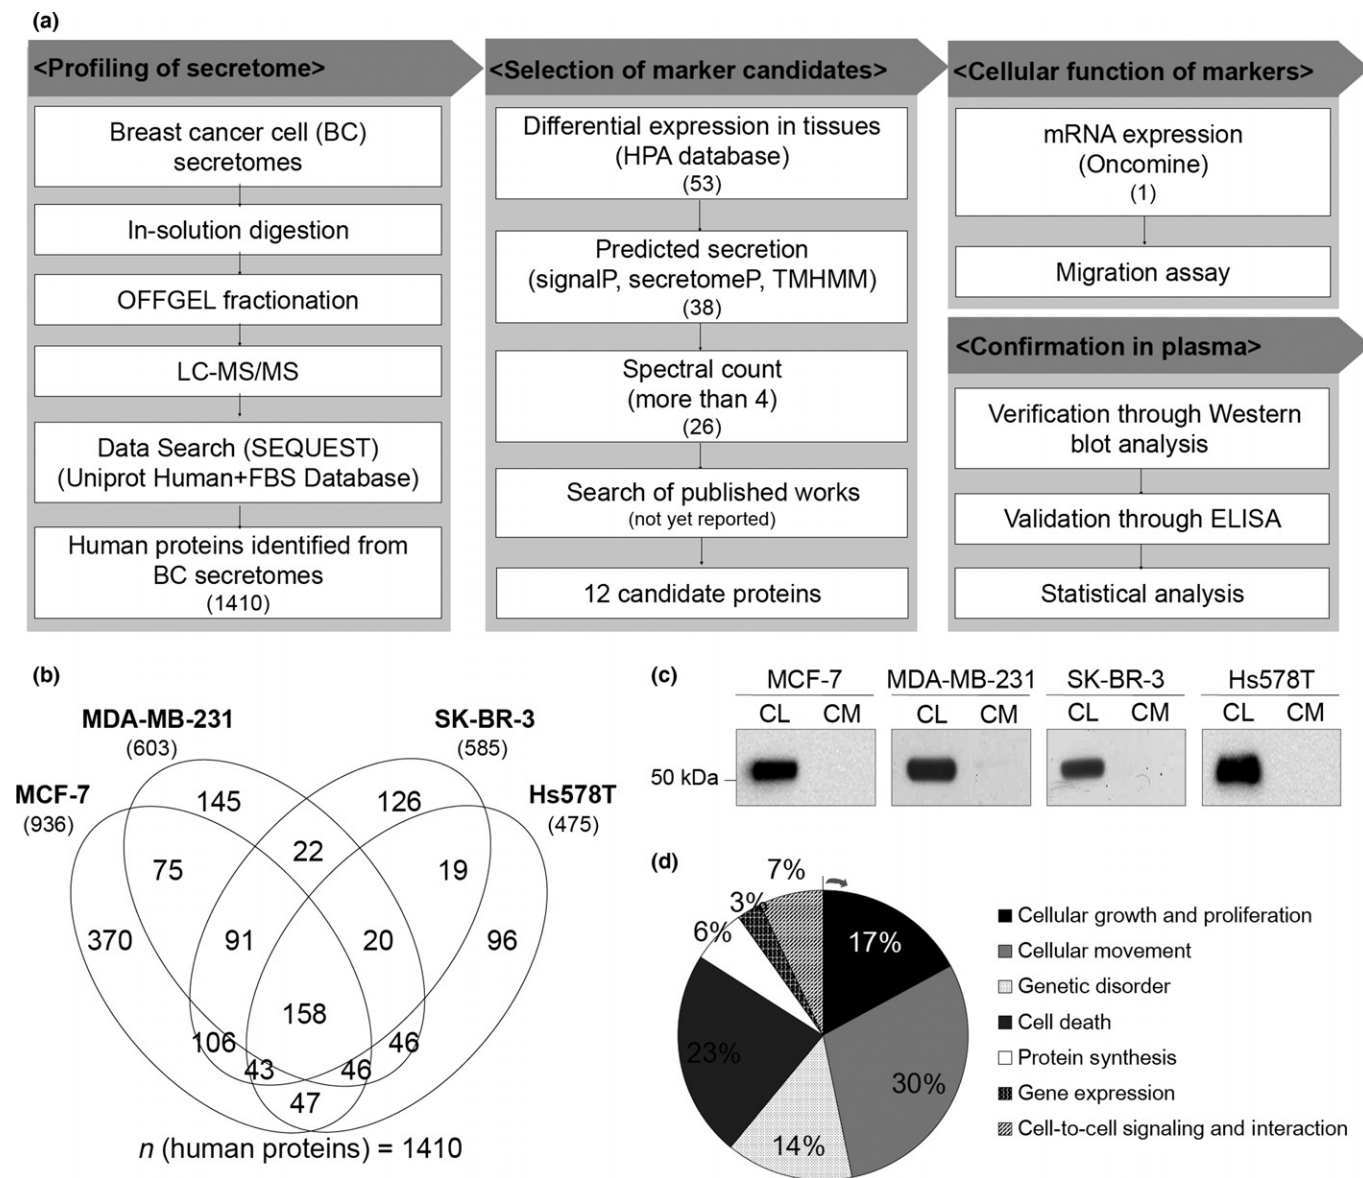 (a)
<Profiling of secretome>
Breast cancer cell (BC)
secretomes
In-solution digestion
OFFGEL fractionation
LC-MS/MS
Data Search (SEQUEST)
(Uniprot Human+FBS Database)
Human proteins identified from
BC secretomes
(1410)
<Selection of marker candidates>
Differential expression in tissues
(HPA database)
(53)
Predicted secretion
(signalP, secretomeP, TMHMM)
(38)
Spectral count
(more than 4)
(26)
Search of published works
(not yet reported)
12 candidate proteins
<Cellular function of markers>
mRNA expression
(Oncomine)
(1)
Migration assay
<Confirmation in plasma>
Verification through Western
blot analysis
Validation through ELISA
Statistical analysis
(b)
MDA-MB-231
(603)
SK-BR-3
(585)
MCF-7
(936)
Hs578T
(475)
145
126
22
75
19
370
91
20
96
158
106
46
43
46
47
n (human proteins) = 1410
(c)
MCF-7 MDA-MB-231 SK-BR-3 Hs578T
CL CM CL CM CL CM CL CM
50 kDa
(d)
7%
3%
6%
17%
23%
30%
14%
Cellular growth and proliferation
Cellular movement
Genetic disorder
Cell death
Protein synthesis
Gene expression
Cell-to-cell signaling and interaction